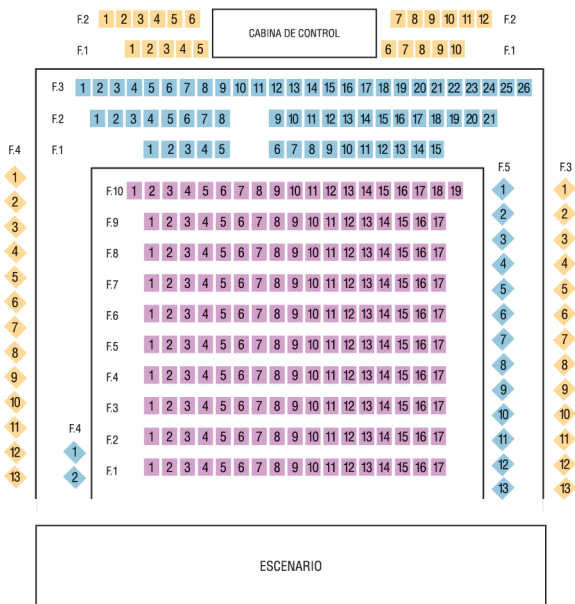 F.2 1 2 3 4 5 6 CABINA DE CONTROL 7 8 9 10 11 12 F.2
F.1 1 2 3 4 5 6 7 8 9 10 F.1
F.3 1 2 3 4 5 6 7 8 9 10 11 12 13 14 15 16 17 18 19 20 21 22 23 24 25 26
F.2 1 2 3 4 5 6 7 8 9 10 11 12 13 14 15 16 17 18 19 20 21
F.4 F.1 1 2 3 4 5 6 7 8 9 10 11 12 13 14 15
F.5 F.3
1 F.10 1 2 3 4 5 6 7 8 9 10 11 12 13 14 15 16 17 18 19 1 1
2 F.9 1 2 3 4 5 6 7 8 9 10 11 12 13 14 15 16 17 2 2
3 3 3
4 F.8 1 2 3 4 5 6 7 8 9 10 11 12 13 14 15 16 17 4 4
5 F.7 1 2 3 4 5 6 7 8 9 10 11 12 13 14 15 16 17 5 5
6 F.6 1 2 3 4 5 6 7 8 9 10 11 12 13 14 15 16 17 6 6
7 F.5 1 2 3 4 5 6 7 8 9 10 11 12 13 14 15 16 17 7 7
8 F.4 1 2 3 4 5 6 7 8 9 10 11 12 13 14 15 16 17 8 8
9 9 9
10 F.3 1 2 3 4 5 6 7 8 9 10 11 12 13 14 15 16 17 10 10
11 F.4 F.2 1 2 3 4 5 6 7 8 9 10 11 12 13 14 15 16 17 11 11
12 1 F.1 1 2 3 4 5 6 7 8 9 10 11 12 13 14 15 16 17 12 12
13 2 13 13
ESCENARIO